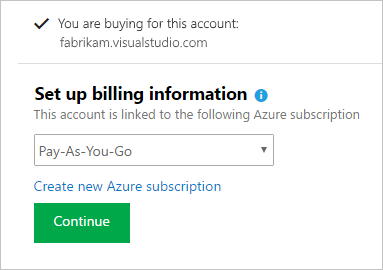 You are buying for this account:
fabrikam.visualstudio.com
Set up billing information
This account is linked to the following Azure subscription
Pay-As-You-Go
Create new Azure subscription
Continue